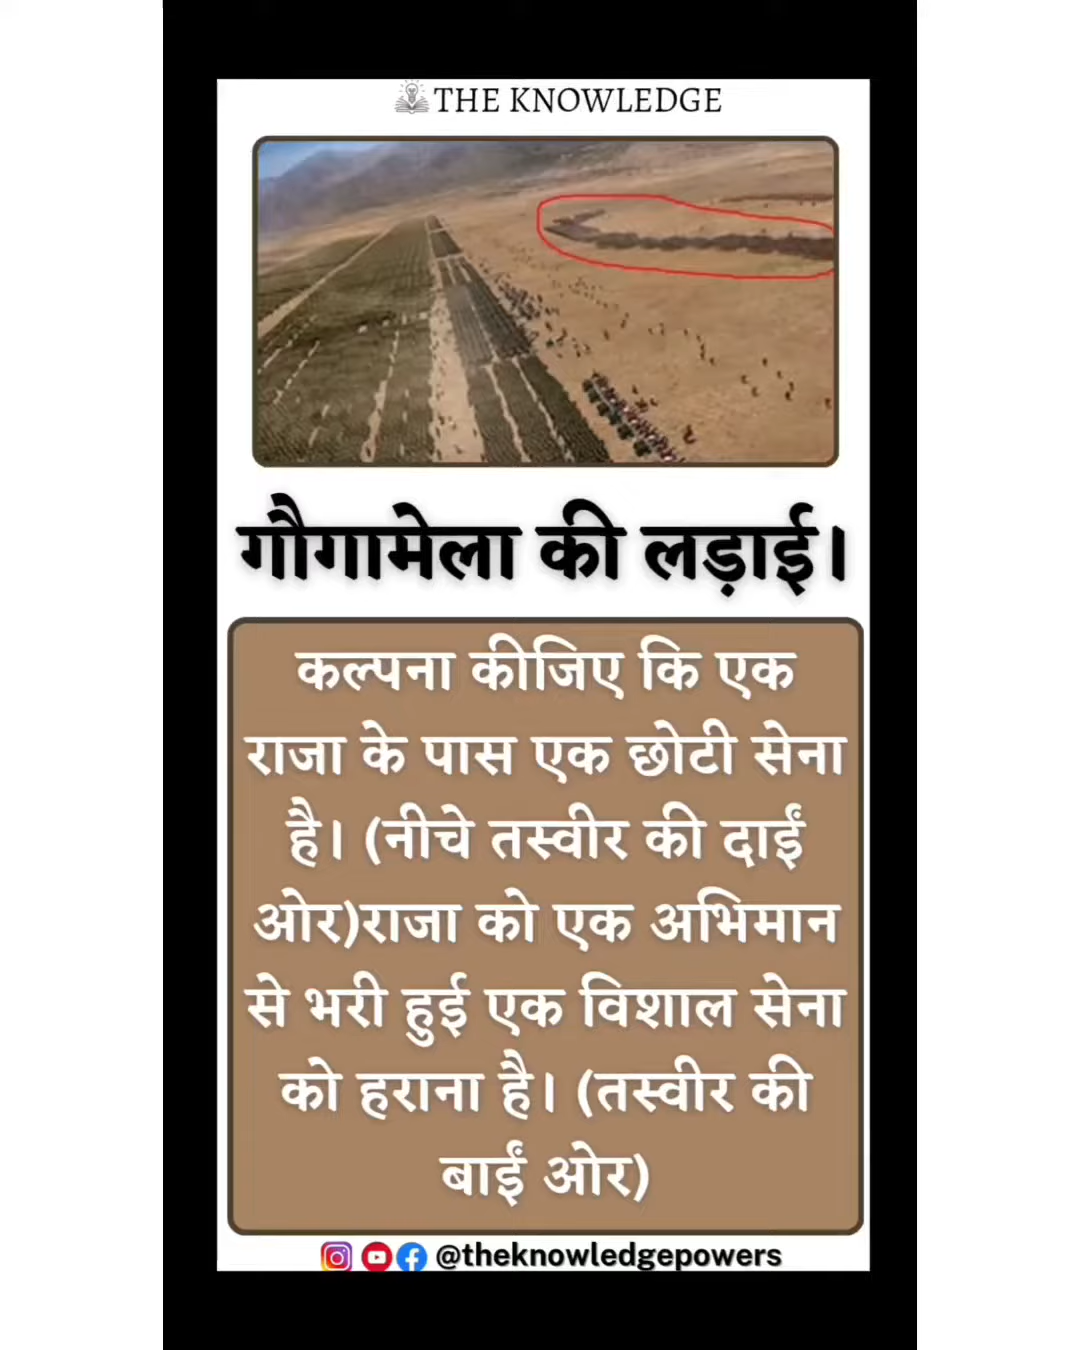 THE KNOWLEDGE
गौगामेला की लड़ाई।
कल्पना कीजिए कि एक
राजा के पास एक छोटी सेना
है। (नीचे तस्वीर की दाईं
ओर)राजा को एक अभिमान
से भरी हुई एक विशाल सेना
को हराना है। (तस्वीर की
बाईं ओर)
@theknowledgepowers